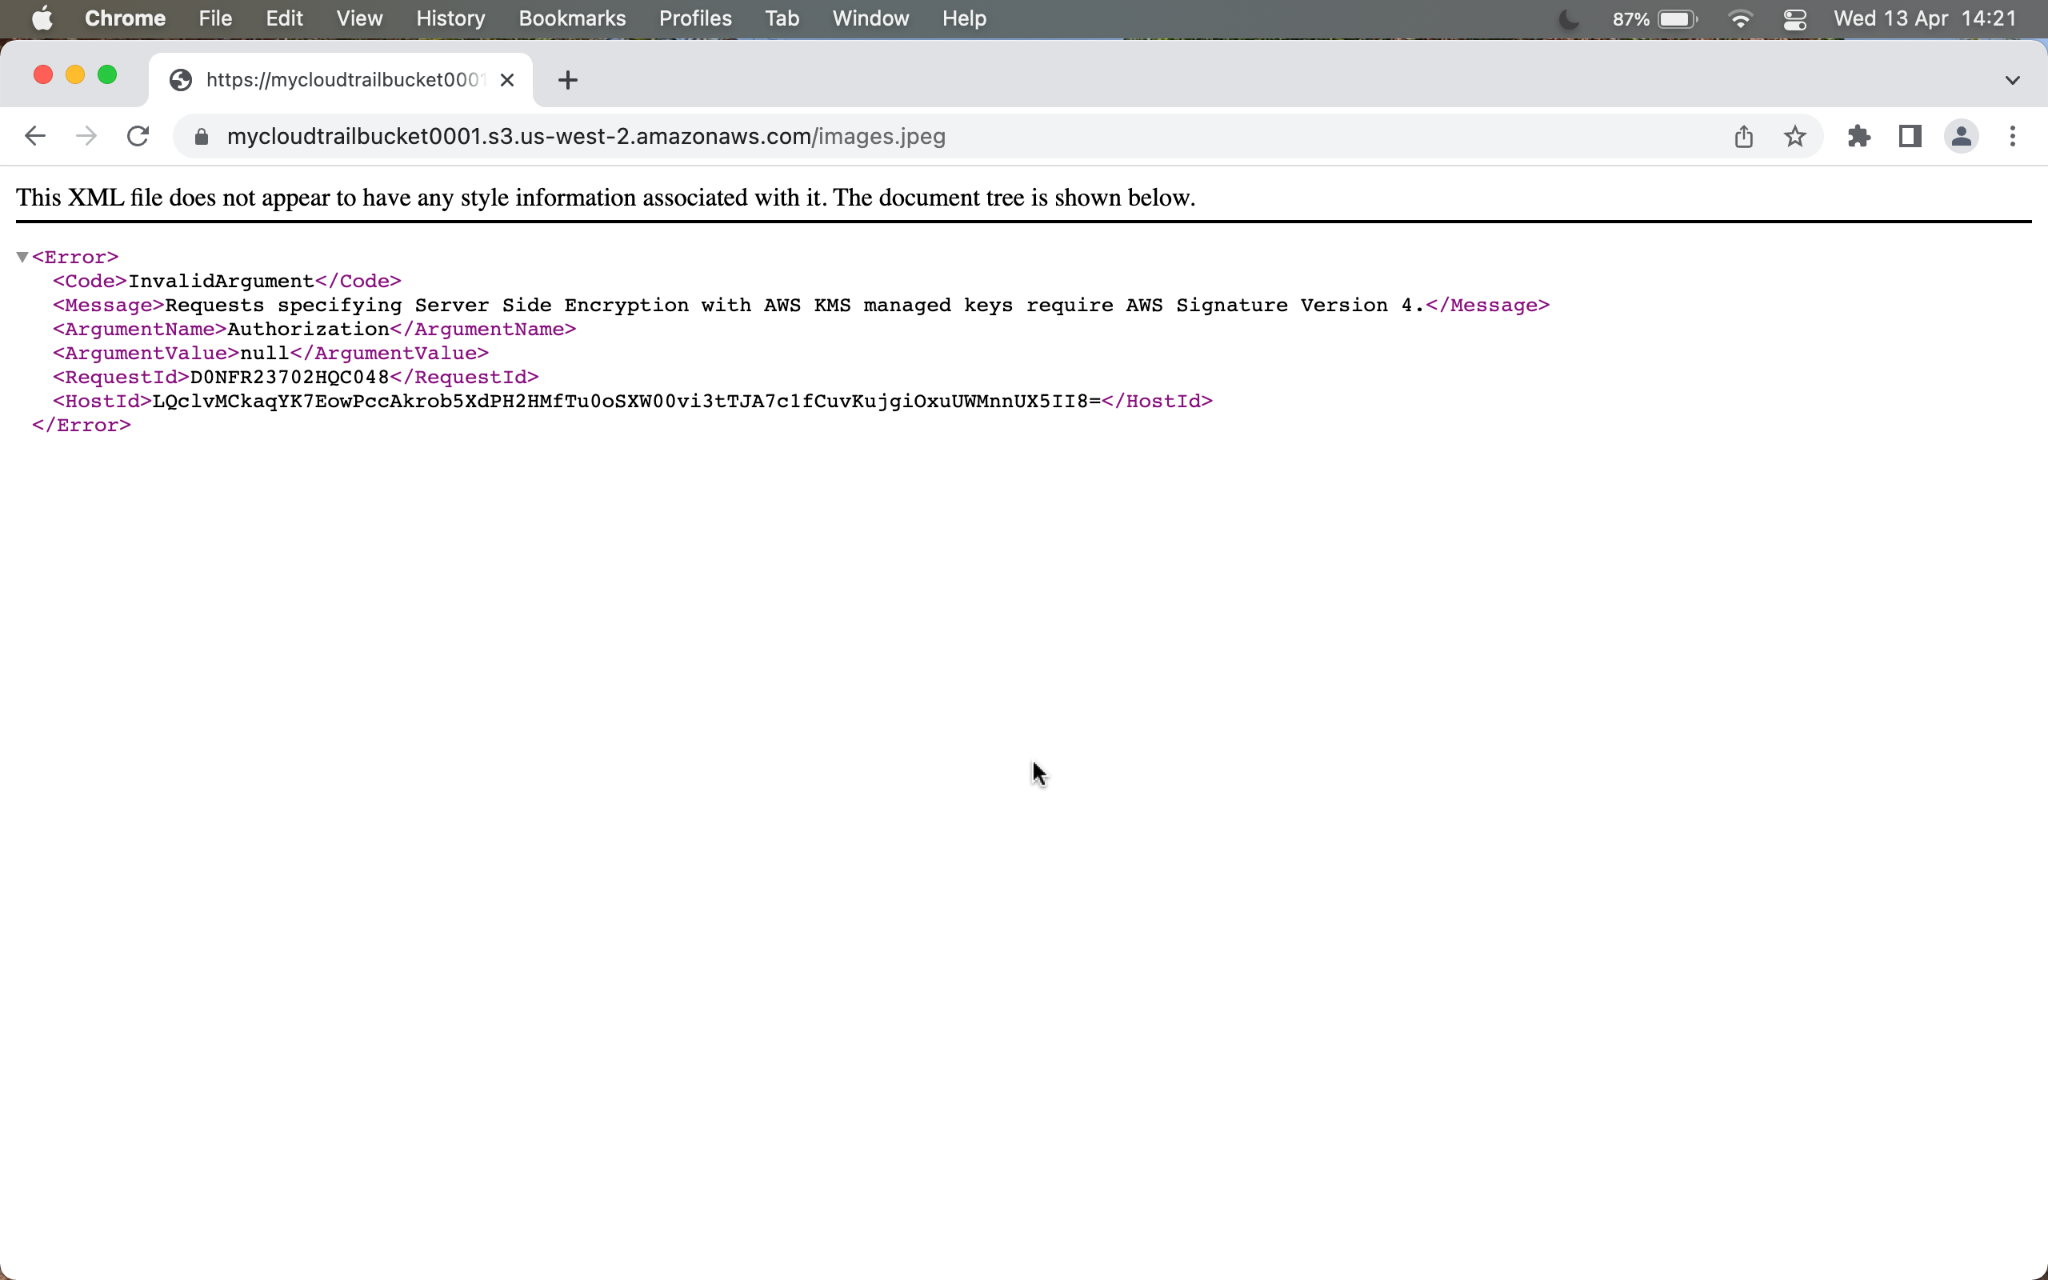 Chrome File Edit View History Bookmarks Profiles Tab Window Help 87% Wed 13 Apr 14:21
https://mycloudtrailbucket0001
mycloudtrailbucket0001.s3.us-west-2.amazonaws.com/images.jpeg
This XML file does not appear to have any style information associated with it. The document tree is shown below.
<Error>
<Code>InvalidArgument</Code>
<Message>Requests specifying Server Side Encryption with AWS KMS managed keys require AWS Signature Version 4.</Message>
<ArgumentName>Authorization</ArgumentName>
<ArgumentValue>null</ArgumentValue>
<RequestId>D0NFR23702HQC048</RequestId>
<HostId>LQclvMCkaqYK7EowPccAkrob5XdPH2HMfTu0oSXW00vi3tTJA7c1fCuvKujgiOxuUWMnnUX5II8=</HostId>
</Error>